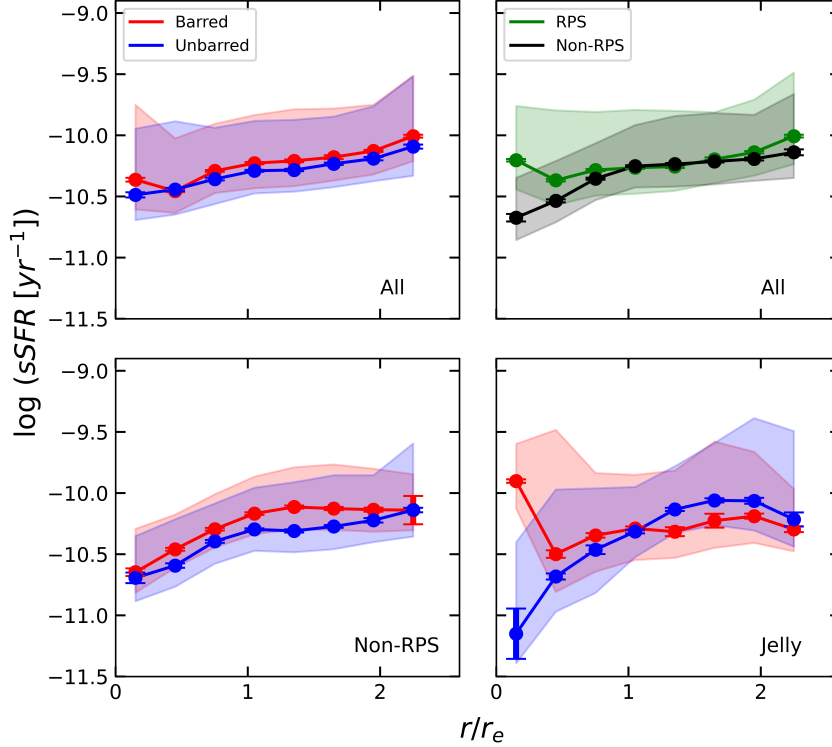 −9.0
−9.5
−10.0
−10.5
−11.0
−11.5
Barred
Unbarred
All
RPS
Non-RPS
All
log (sSFR [yr⁻¹])
−9.0
−9.5
−10.0
−10.5
−11.0
−11.5
Non-RPS
0
1
2
Jelly
0
1
2
r/rₑ